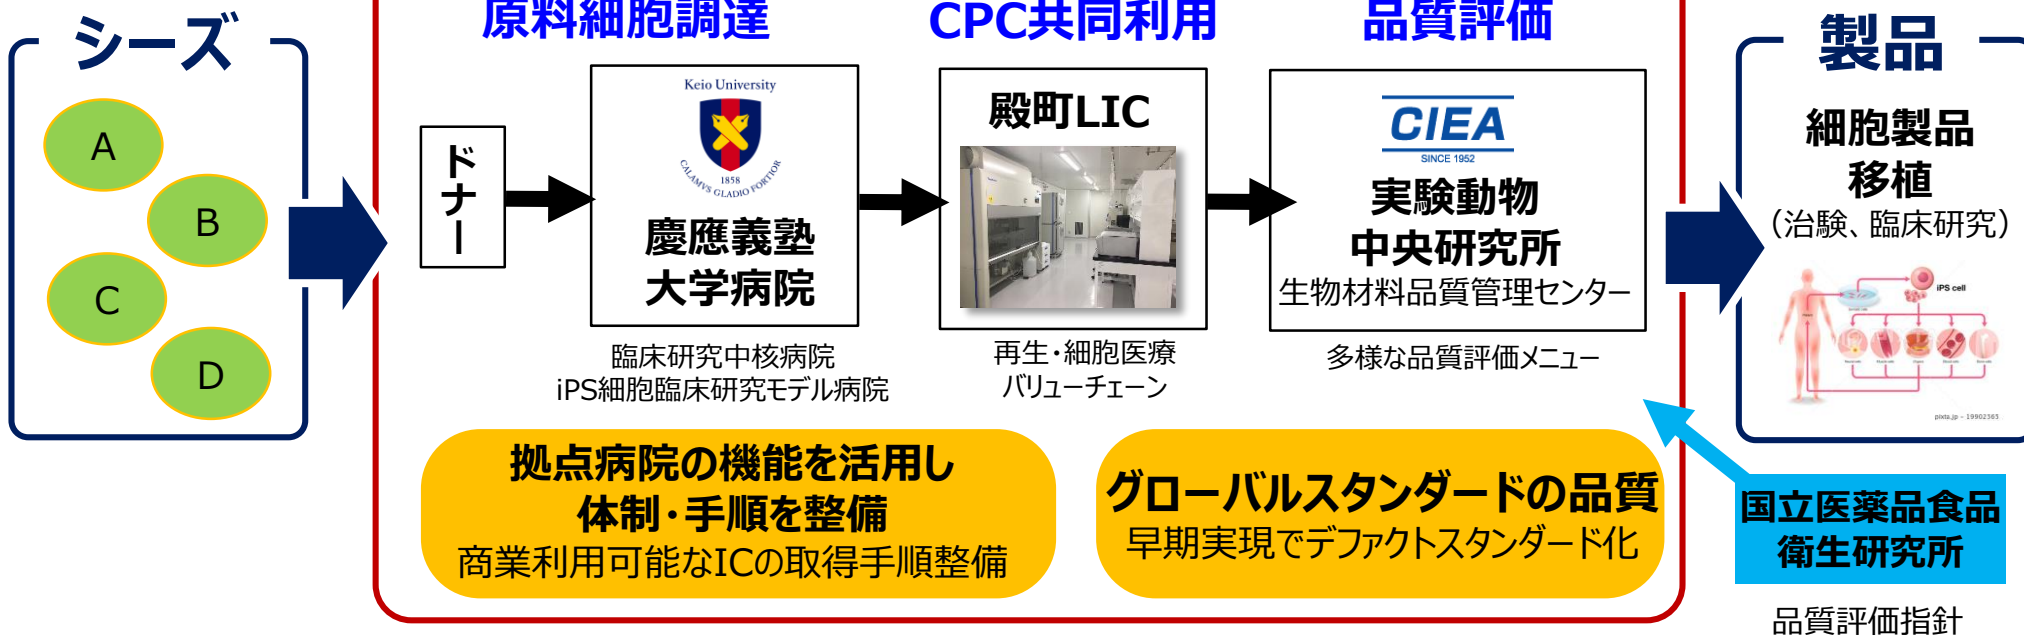 シーズ
A
B
C
D
原料細胞調達
CPC共同利用
品質評価
ドナー
Keio University
1858
CALAMVS GLADIO FORTIOR
慶應義塾
大学病院
臨床研究中核病院
iPS細胞臨床研究モデル病院
殿町LIC
再生・細胞医療
バリューチェーン
CIEA
SINCE 1952
実験動物
中央研究所
生物材料品質管理センター
多様な品質評価メニュー
拠点病院の機能を活用し
体制・手順を整備
商業利用可能なICの取得手順整備
グローバルスタンダードの品質
早期実現でデファクトスタンダード化
製品
細胞製品
移植
（治験、臨床研究）
iPS cell
pixta.jp - 19902565
国立医薬品食品
衛生研究所
品質評価指針